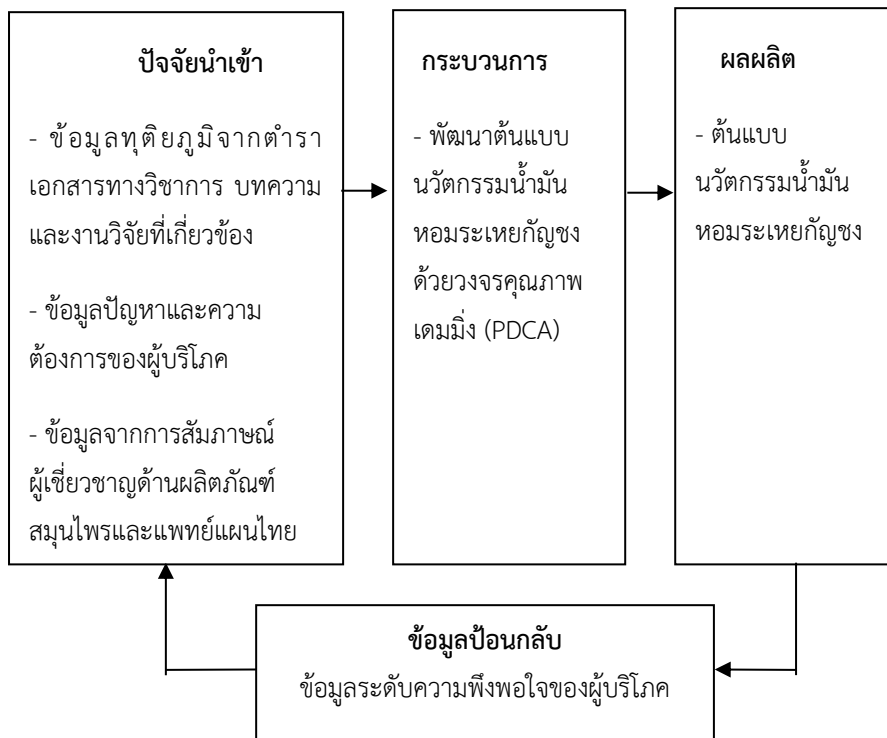 ปัจจัยนำเข้า
- ข้อมูลทุติยภูมิจากตำรา
เอกสารทางวิชาการ บทความ
และงานวิจัยที่เกี่ยวข้อง
- ข้อมูลปัญหาและความ
ต้องการของผู้บริโภค
- ข้อมูลจากการสัมภาษณ์
ผู้เชี่ยวชาญด้านผลิตภัณฑ์
สมุนไพรและแพทย์แผนไทย
กระบวนการ
- พัฒนาต้นแบบ
นวัตกรรมน้ำมัน
หอมระเหยกัญชง
ด้วยวงจรคุณภาพ
เดมมิ่ง (PDCA)
ผลผลิต
- ต้นแบบ
นวัตกรรมน้ำมัน
หอมระเหยกัญชง
ข้อมูลป้อนกลับ
ข้อมูลระดับความพึงพอใจของผู้บริโภค